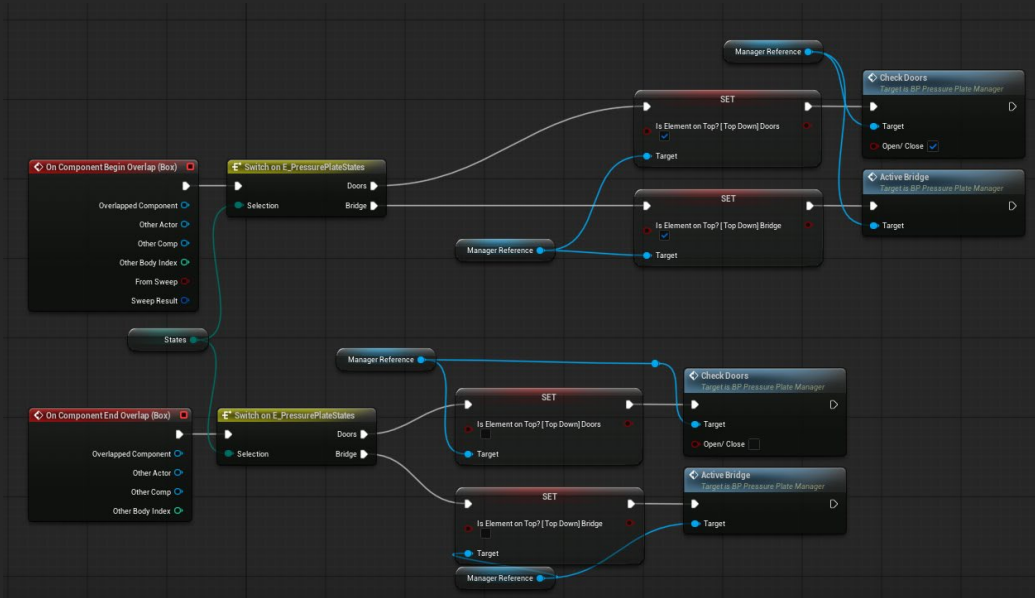 Manager Reference
Check Doors
Target is BP Pressure Plate Manager
Target
Open/ Close
SET
Is Element on Top? [Top Down] Doors
Target
On Component Begin Overlap (Box)
Overlapped Component
Other Actor
Other Comp
Other Body Index
From Sweep
Sweep Result
Switch on E_PressurePlateStates
Doors
Selection
Bridge
Active Bridge
Target is BP Pressure Plate Manager
Target
SET
Is Element on Top? [Top Down] Bridge
Target
Manager Reference
States
Manager Reference
Check Doors
Target is BP Pressure Plate Manager
Target
Open/ Close
SET
Is Element on Top? [Top Down] Doors
Target
On Component End Overlap (Box)
Overlapped Component
Other Actor
Other Comp
Other Body Index
Switch on E_PressurePlateStates
Doors
Selection
Bridge
Active Bridge
Target is BP Pressure Plate Manager
Target
SET
Is Element on Top? [Top Down] Bridge
Target
Manager Reference